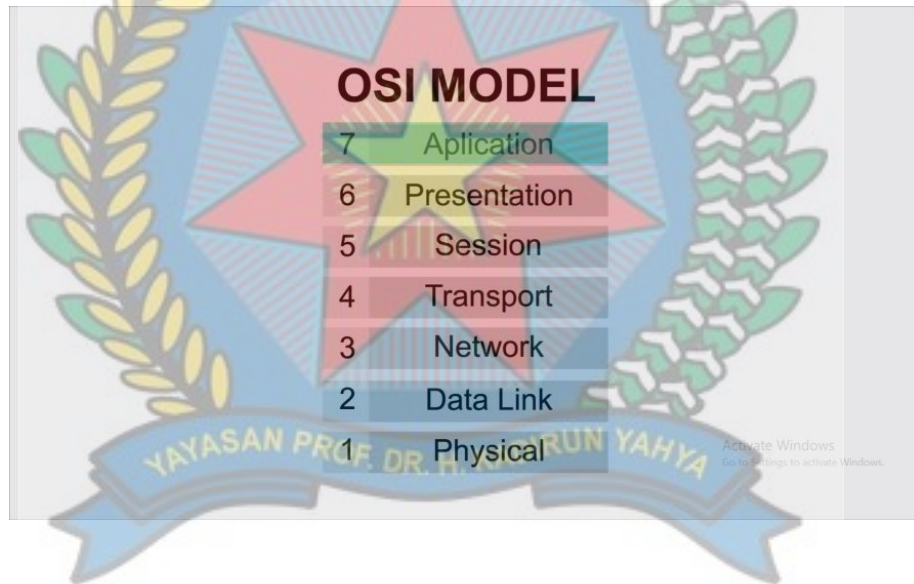 OSI MODEL
7 Aplication
6 Presentation
5 Session
4 Transport
3 Network
2 Data Link
1 Physical
YAYASAN PROF. DR. H. YAHYA
Activate Windows
Go to Settings to activate Windows.